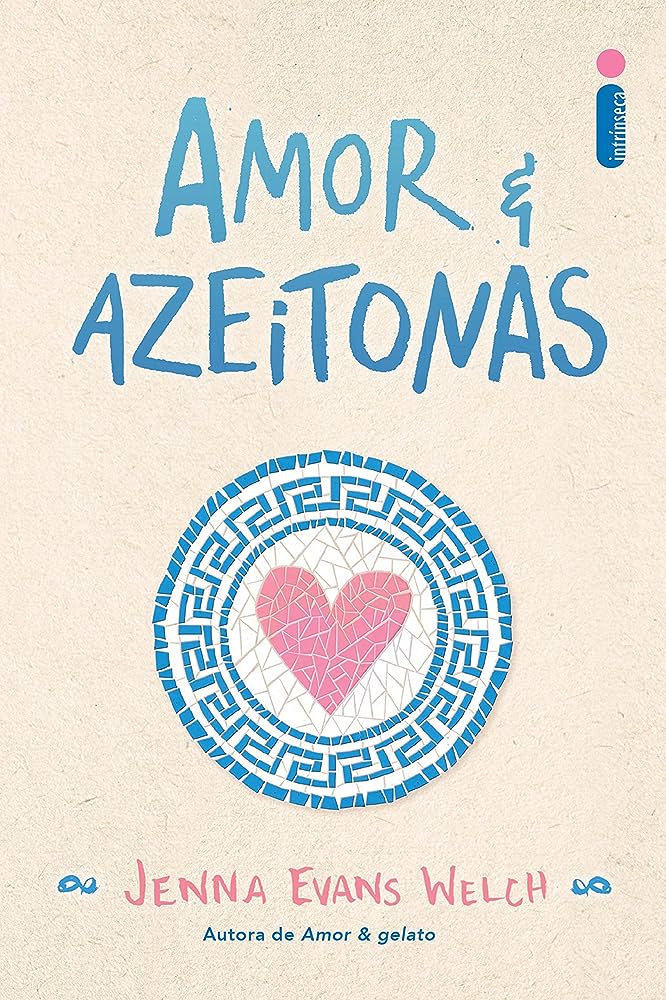 intrínseca
AMOR &
AZEiTONAS
JENNA EVANS WELCH
Autora de Amor & gelato